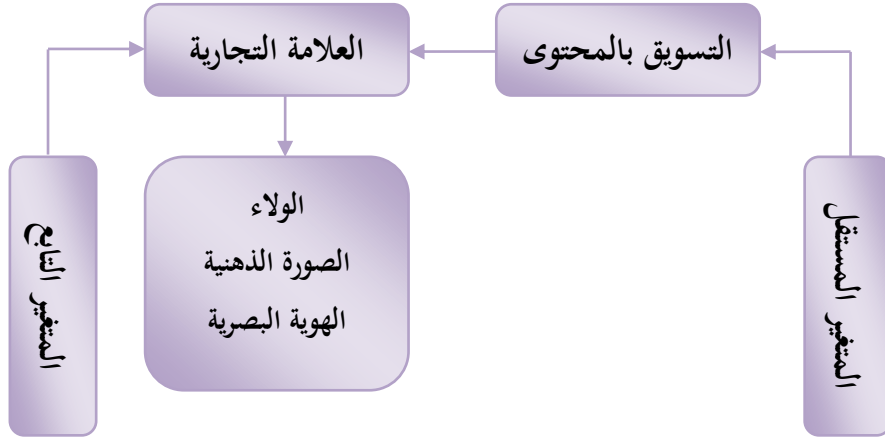 التسويق بالمحتوى
العلامة التجارية
المتغير المستقل
الولاء
الصورة الذهنية
الهوية البصرية
المتغير التابع